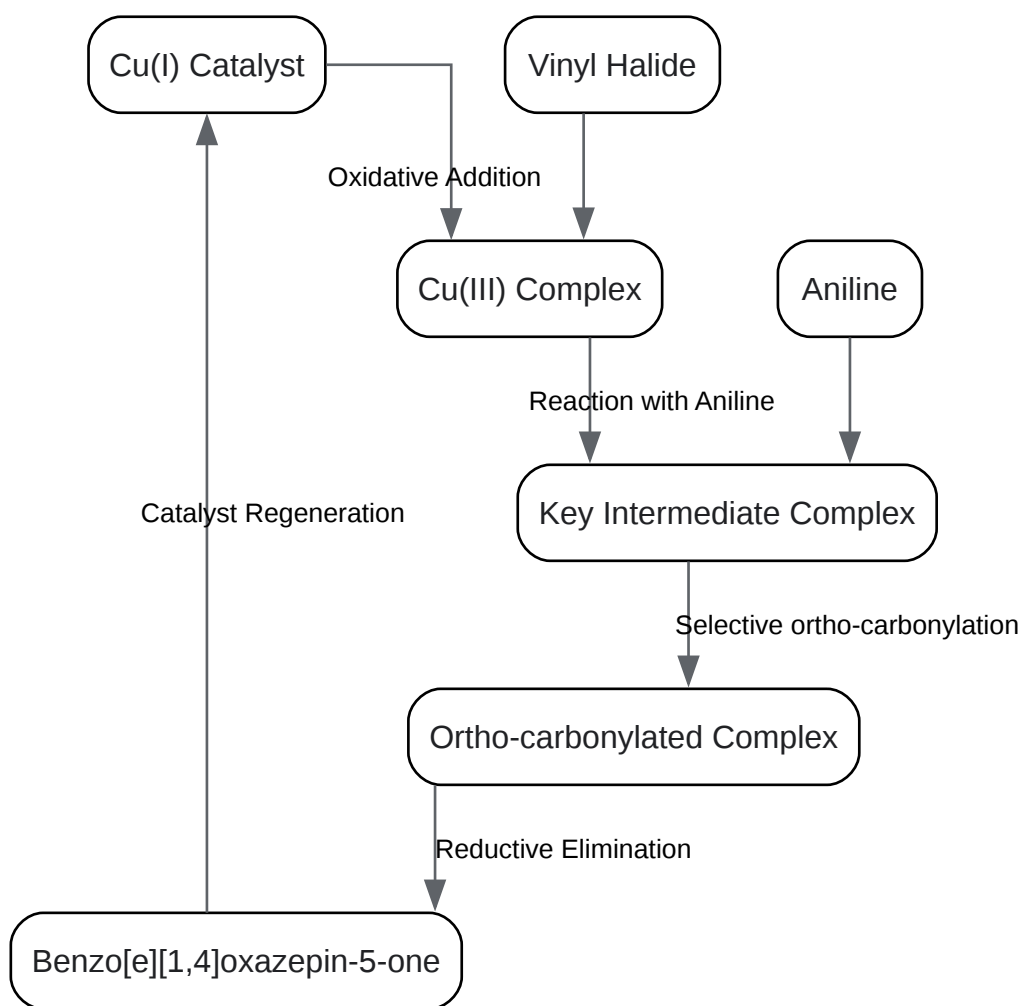 Cu(I) Catalyst
Vinyl Halide
Oxidative Addition
Cu(III) Complex
Aniline
Reaction with Aniline
Catalyst Regeneration
Key Intermediate Complex
Selective ortho-carbonylation
Ortho-carbonylated Complex
Reductive Elimination
Benzo[e][1,4]oxazepin-5-one